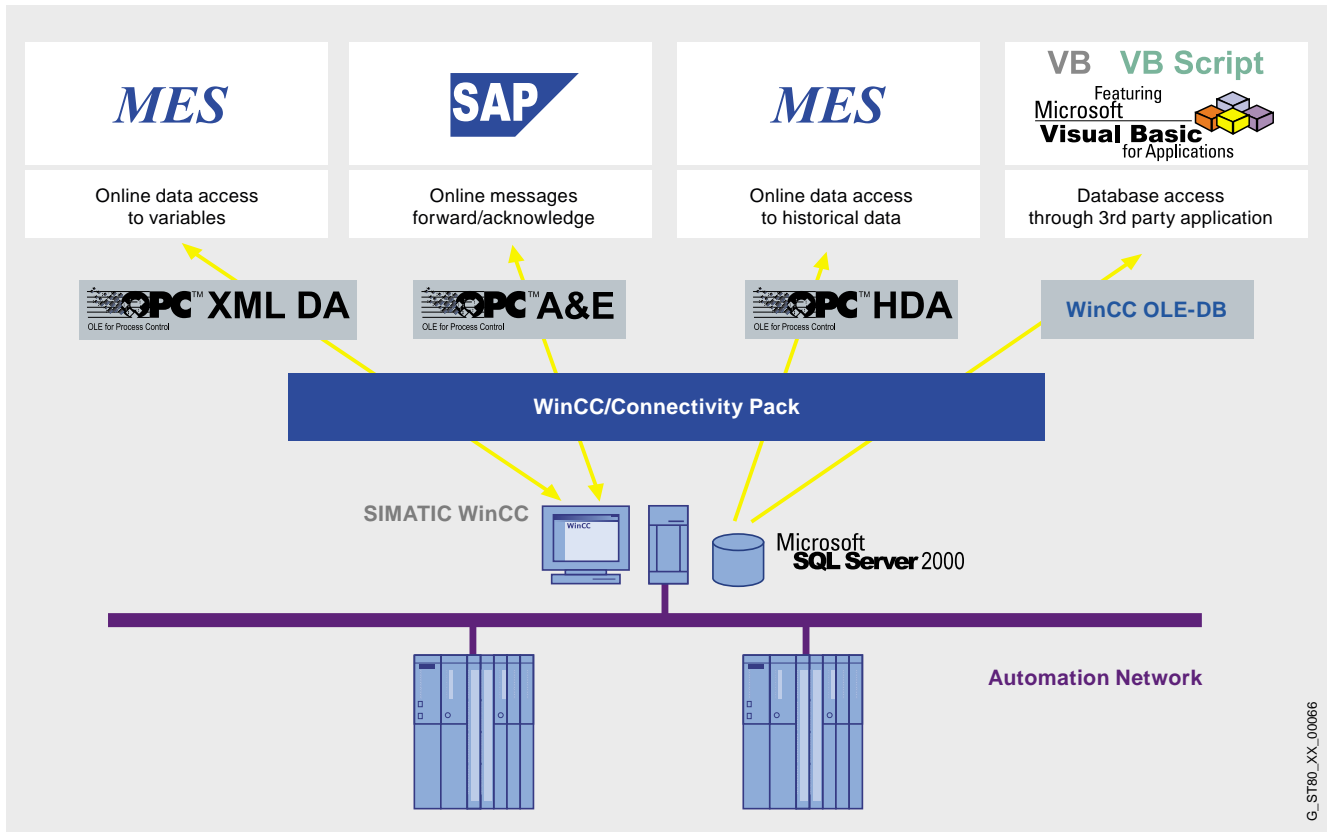 MES
SAP
MES
VB VB Script
Featuring
Microsoft
Visual Basic
for Applications
Online data access
to variables
Online messages
forward/acknowledge
Online data access
to historical data
Database access
through 3rd party application
OPC™ XML DA
OLE for Process Control
OPC™ A&E
OLE for Process Control
OPC™ HDA
OLE for Process Control
WinCC OLE-DB
WinCC/Connectivity Pack
SIMATIC WinCC
WinCC
Microsoft
SQL Server 2000
Automation Network
G_ST80_XX_00066